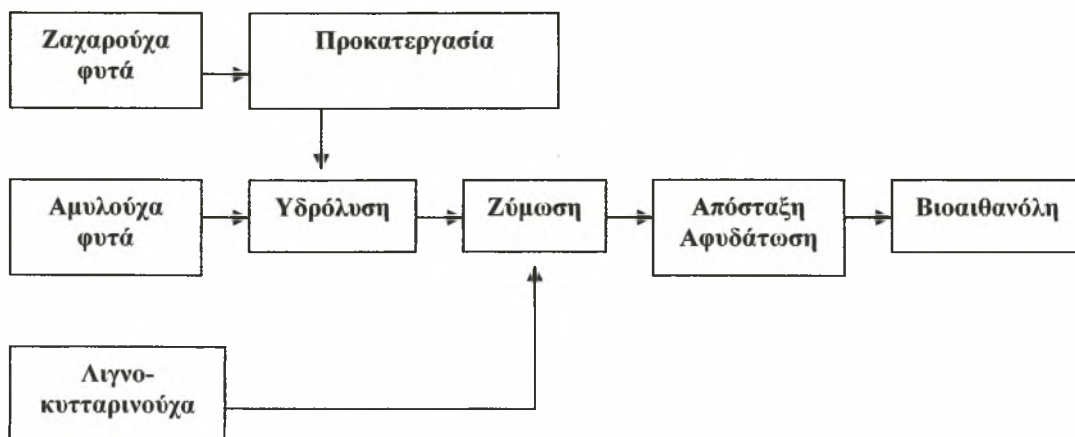 Ζαχαρούχα
φυτά
Προκατεργασία
Αμυλούχα
φυτά
Υδρόλυση
Ζύμωση
Απόσταξη
Αφυδάτωση
Βιοαιθανόλη
Λιγνο-
κυτταρινούχα